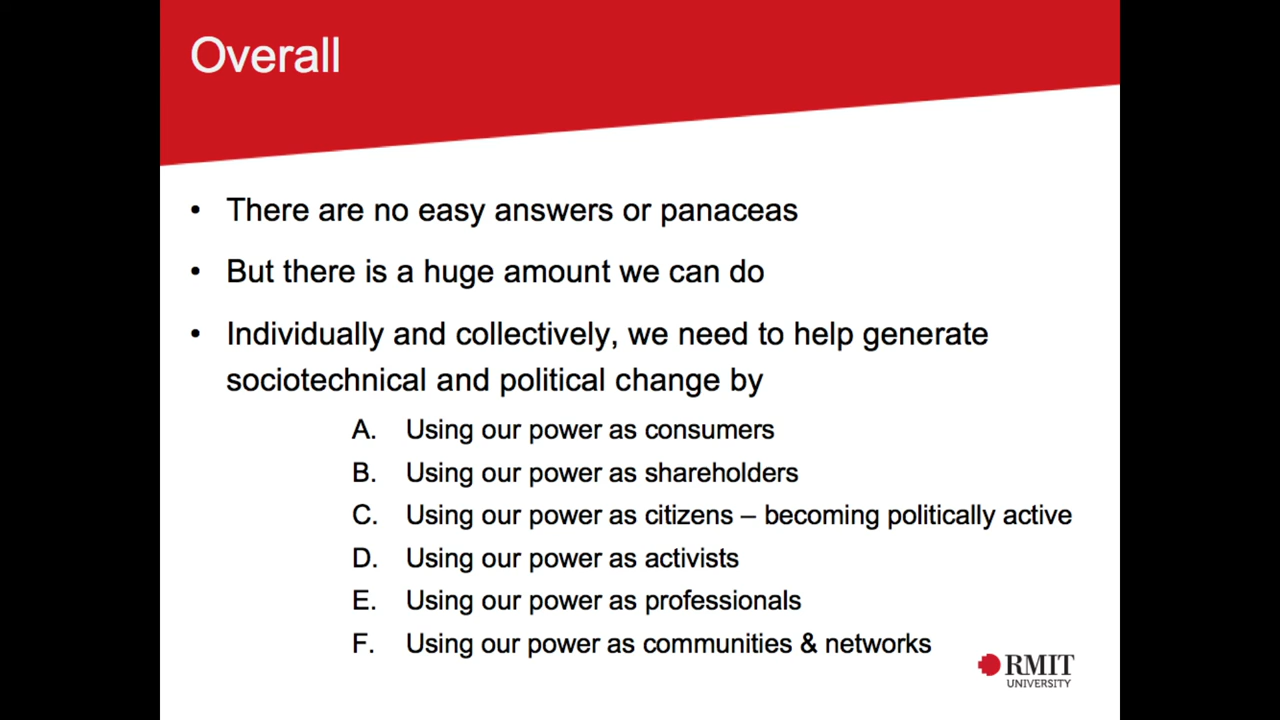 Overall
• There are no easy answers or panaceas
• But there is a huge amount we can do
• Individually and collectively, we need to help generate
sociotechnical and political change by
A. Using our power as consumers
B. Using our power as shareholders
C. Using our power as citizens – becoming politically active
D. Using our power as activists
E. Using our power as professionals
F. Using our power as communities & networks
RMIT
UNIVERSITY